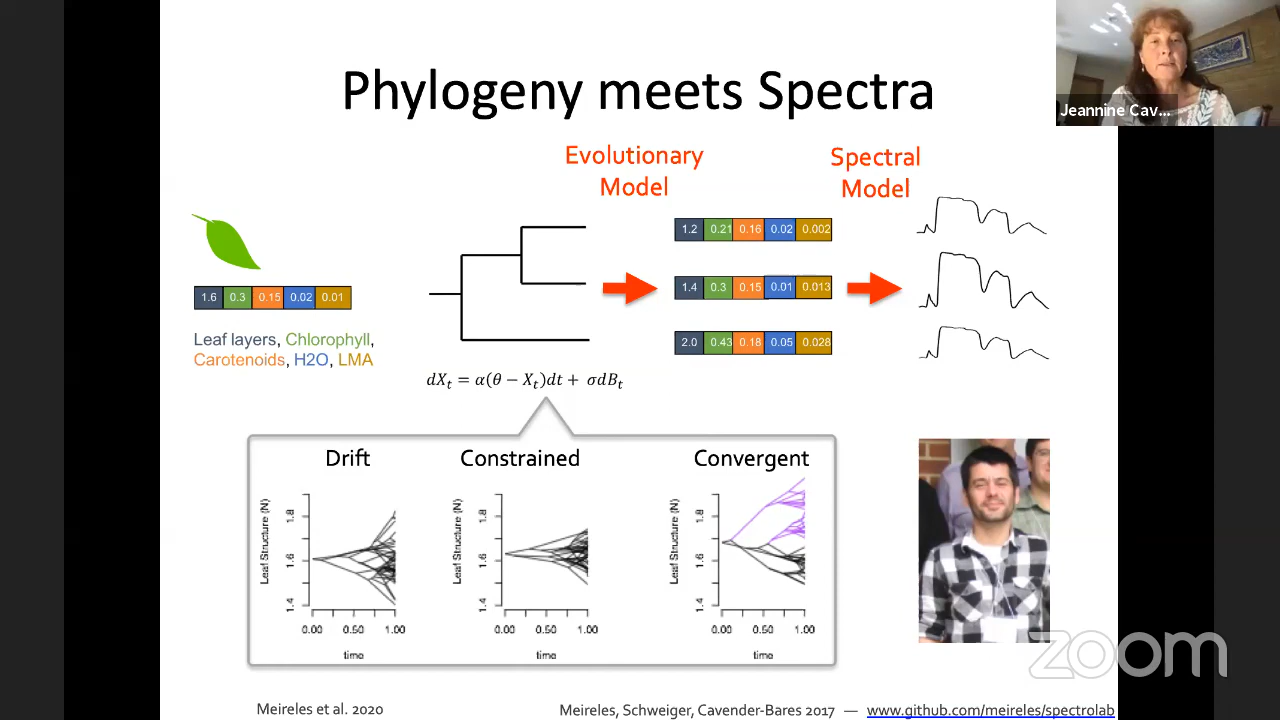 Phylogeny meets Spectra
Jeannine Cav...
Evolutionary
Model
Spectral
Model
1.6 0.3 0.15 0.02 0.01
Leaf layers, Chlorophyll,
Carotenoids, H2O, LMA
1.2 0.21 0.16 0.02 0.002
1.4 0.3 0.15 0.01 0.013
2.0 0.43 0.18 0.05 0.028
dX_t = α(θ − X_t)dt + σdB_t
Drift
Leaf Structure (N)
1.4 1.6 1.8
0.00 0.50 1.00
time
Constrained
Leaf Structure (N)
1.4 1.6 1.8
0.00 0.50 1.00
time
Convergent
Leaf Structure (N)
1.4 1.6 1.8
0.00 0.50 1.00
time
zoom
Meireles et al. 2020
Meireles, Schweiger, Cavender-Bares 2017 — www.github.com/meireles/spectrolab